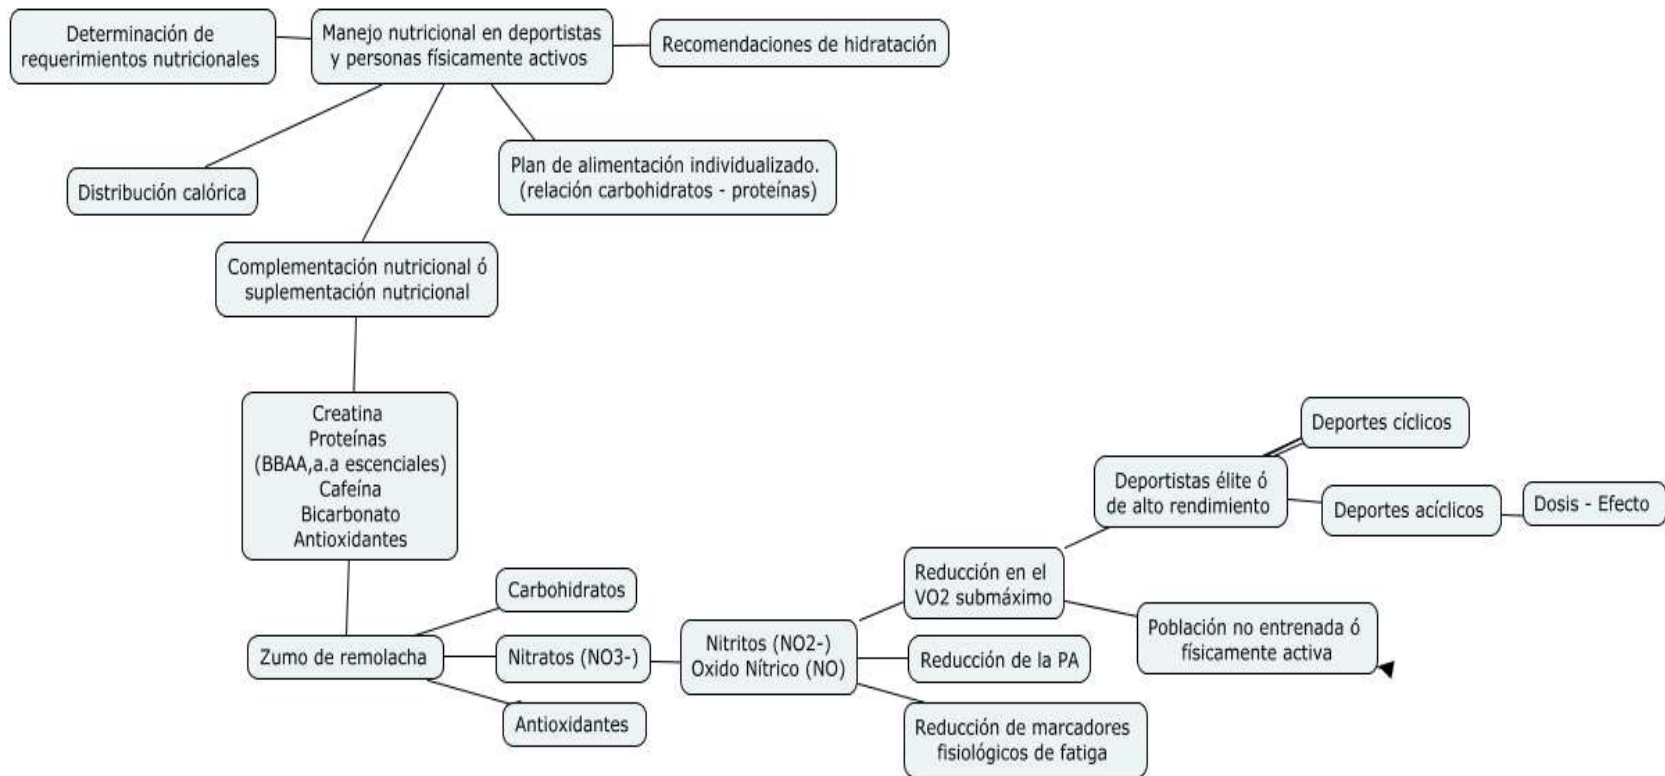 Determinación de
requerimientos nutricionales
Manejo nutricional en deportistas
y personas físicamente activos
Recomendaciones de hidratación
Distribución calórica
Plan de alimentación individualizado.
(relación carbohidratos - proteínas)
Complementación nutricional ó
suplementación nutricional
Creatina
Proteínas
(BBAA,a.a escenciales)
Cafeína
Bicarbonato
Antioxidantes
Zumo de remolacha
Carbohidratos
Nitratos (NO3-)
Antioxidantes
Nitritos (NO2-)
Oxido Nítrico (NO)
Reducción en el
VO2 submáximo
Reducción de la PA
Reducción de marcadores
fisiológicos de fatiga
Deportistas élite ó
de alto rendimiento
Población no entrenada ó
físicamente activa
Deportes cíclicos
Deportes acíclicos
Dosis - Efecto